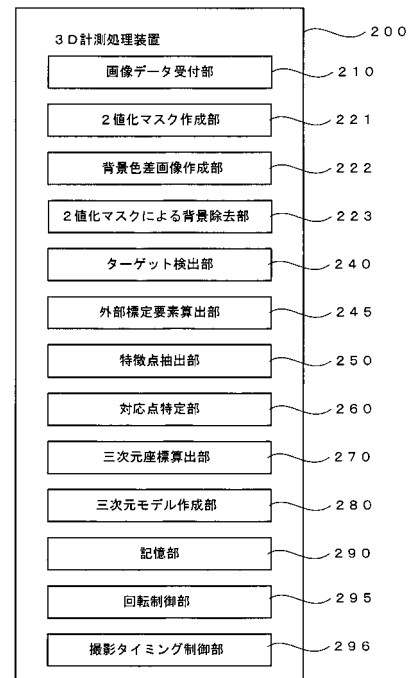 200
3D計測処理装置
画像データ受付部 210
2値化マスク作成部 221
背景色差画像作成部 222
2値化マスクによる背景除去部 223
ターゲット検出部 240
外部標定要素算出部 245
特徴点抽出部 250
対応点特定部 260
三次元座標算出部 270
三次元モデル作成部 280
記憶部 290
回転制御部 295
撮影タイミング制御部 296